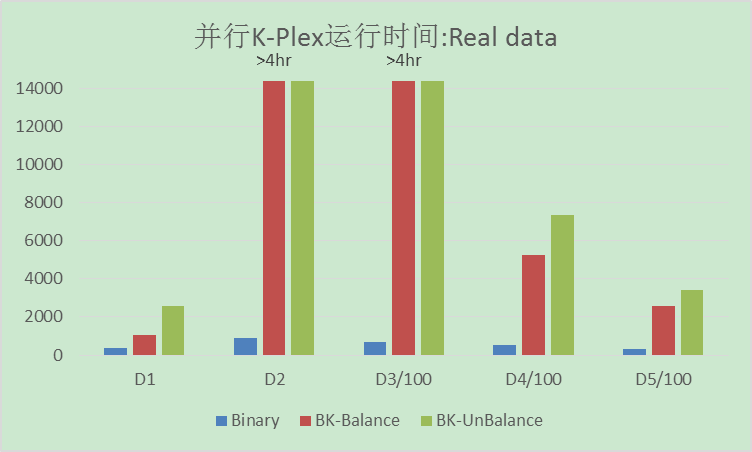 并行K-Plex运行时间:Real data
>4hr >4hr
14000
12000
10000
8000
6000
4000
2000
0
D1 D2 D3/100 D4/100 D5/100
Binary BK-Balance BK-UnBalance